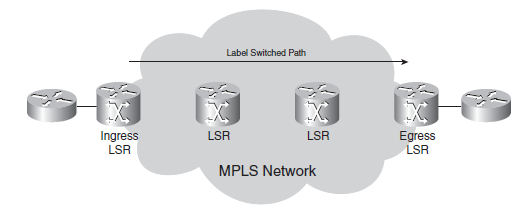 Label Switched Path
Ingress
LSR
LSR
LSR
Egress
LSR
MPLS Network